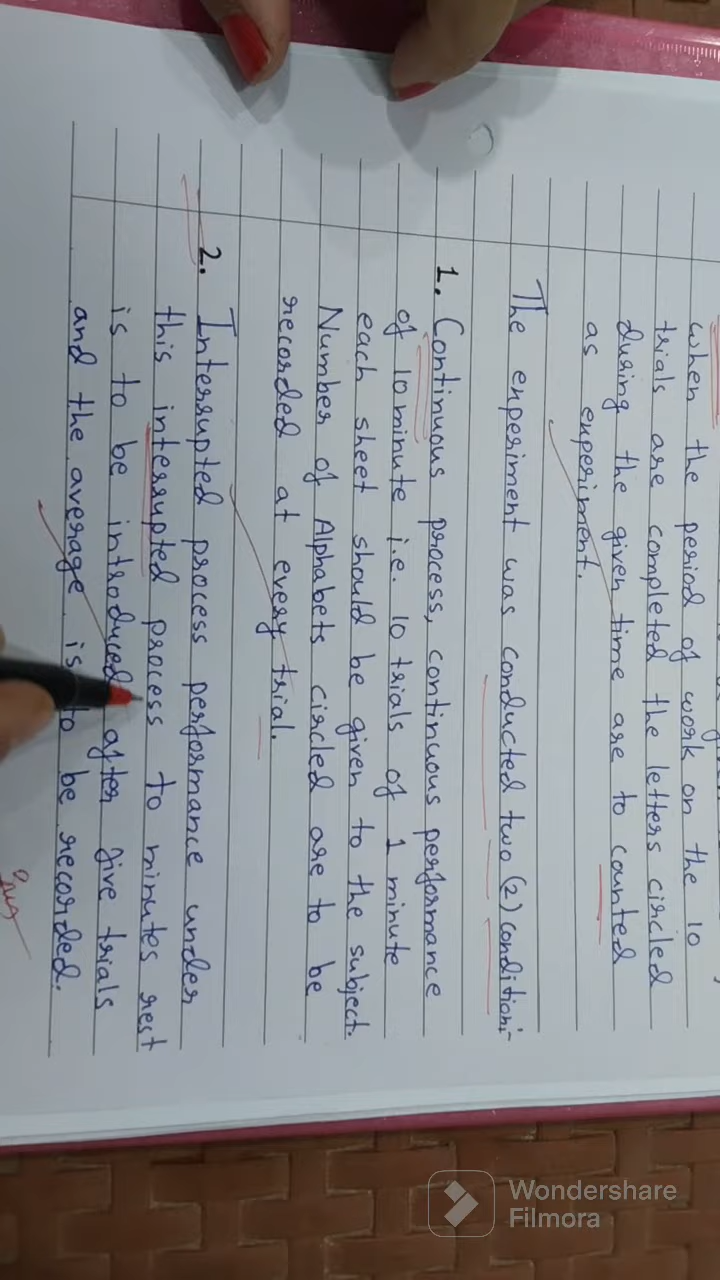 when the period of work on the 10
trials are completed the letters circled
during the given time are to counted
as experiment.
The experiment was conducted two (2) condition:-
1. Continuous process, continuous performance
of 10 minute i.e. 10 trials of 1 minute
each sheet should be given to the subject.
Number of Alphabets circled are to be
recorded at every trial.
2. Interrupted process performance under
this interrupted process to minutes rest
is to be introduced after five trials
and the average is to be recorded.
Wondershare
Filmora